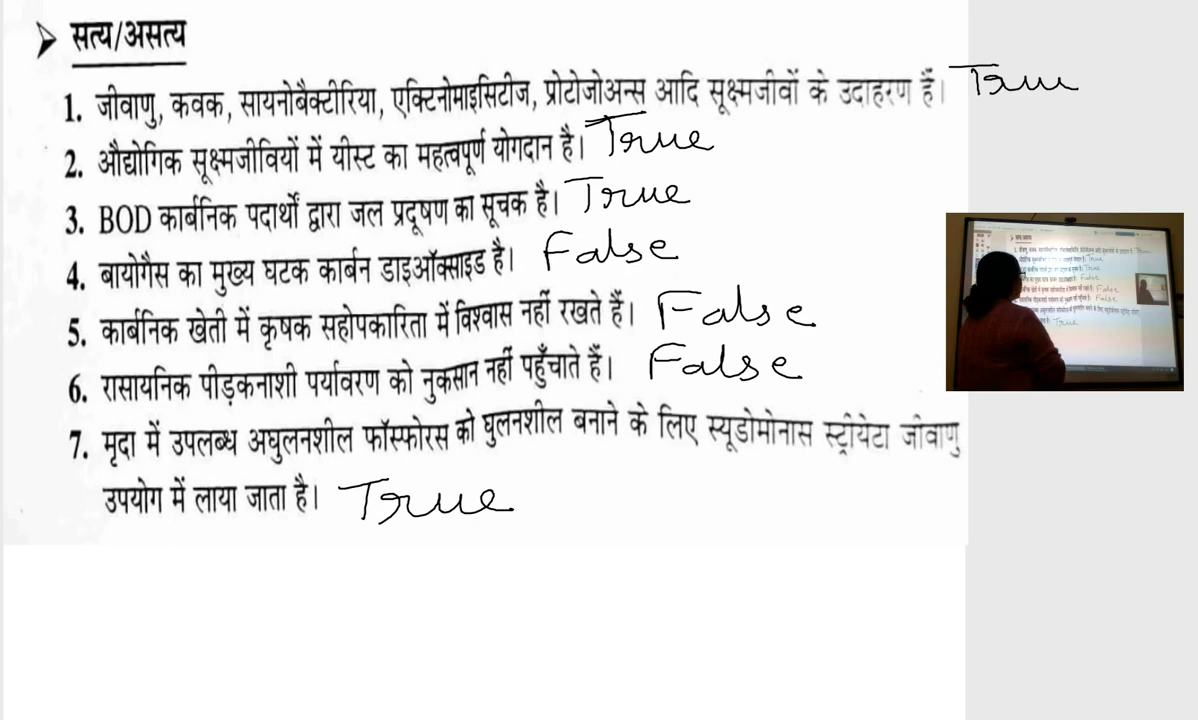 सत्य/असत्य
1. जीवाणु, कवक, सायनोबैक्टीरिया, एक्टिनोमाइसिटीज, प्रोटोजोअन्स आदि सूक्ष्मजीवों के उदाहरण हैं। True
2. औद्योगिक सूक्ष्मजीवियों में यीस्ट का महत्वपूर्ण योगदान है। True
3. BOD कार्बनिक पदार्थों द्वारा जल प्रदूषण का सूचक है। True
4. बायोगैस का मुख्य घटक कार्बन डाइऑक्साइड है। False
5. कार्बनिक खेती में कृषक सहोपकारिता में विश्वास नहीं रखते हैं। False
6. रासायनिक पीड़कनाशी पर्यावरण को नुकसान नहीं पहुँचाते हैं। False
7. मृदा में उपलब्ध अघुलनशील फॉस्फोरस को घुलनशील बनाने के लिए स्यूडोमोनास स्ट्रीयेटा जीवाणु
उपयोग में लाया जाता है। True